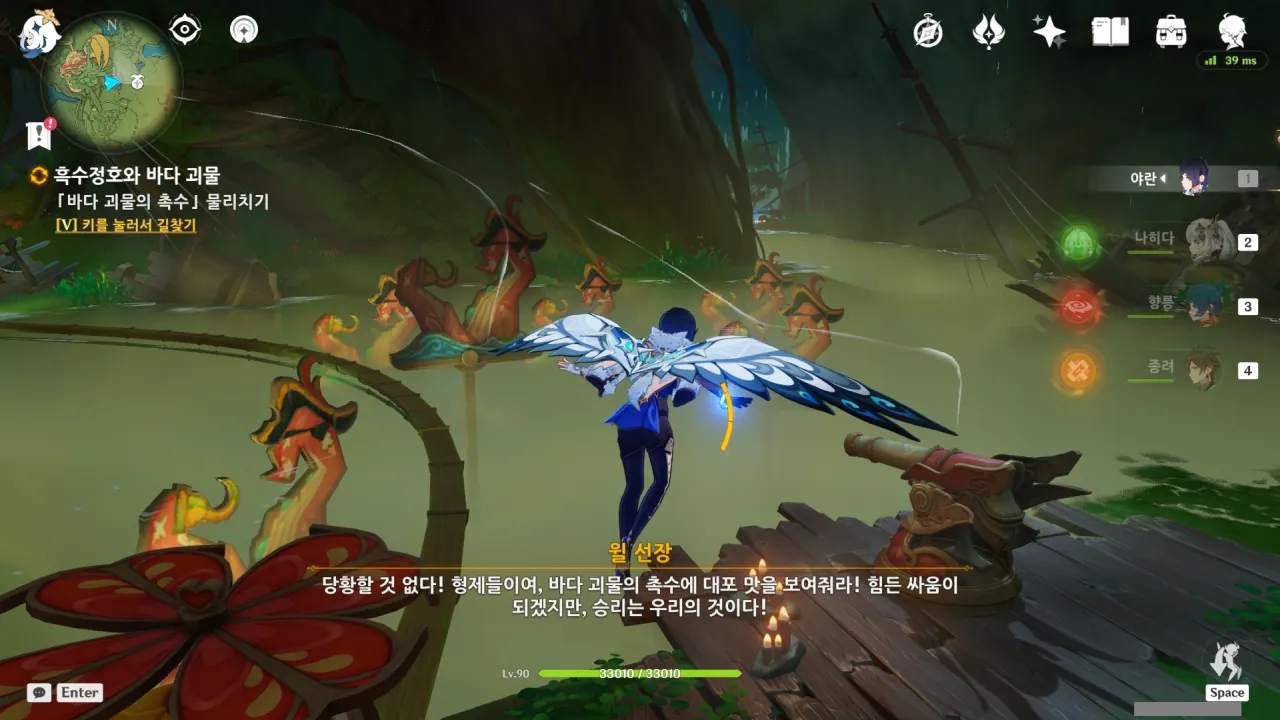 N
39 ms
흑수정호와 바다 괴물
「바다 괴물의 촉수」 물리치기
[V] 키를 눌러서 길찾기
야란
1
나히다
2
향릉
3
종려
4
윌 선장
당황할 것 없다! 형제들이여, 바다 괴물의 촉수에 대포 맛을 보여줘라! 힘든 싸움이
되겠지만, 승리는 우리의 것이다!
Lv.90
33010 / 33010
Enter
Space